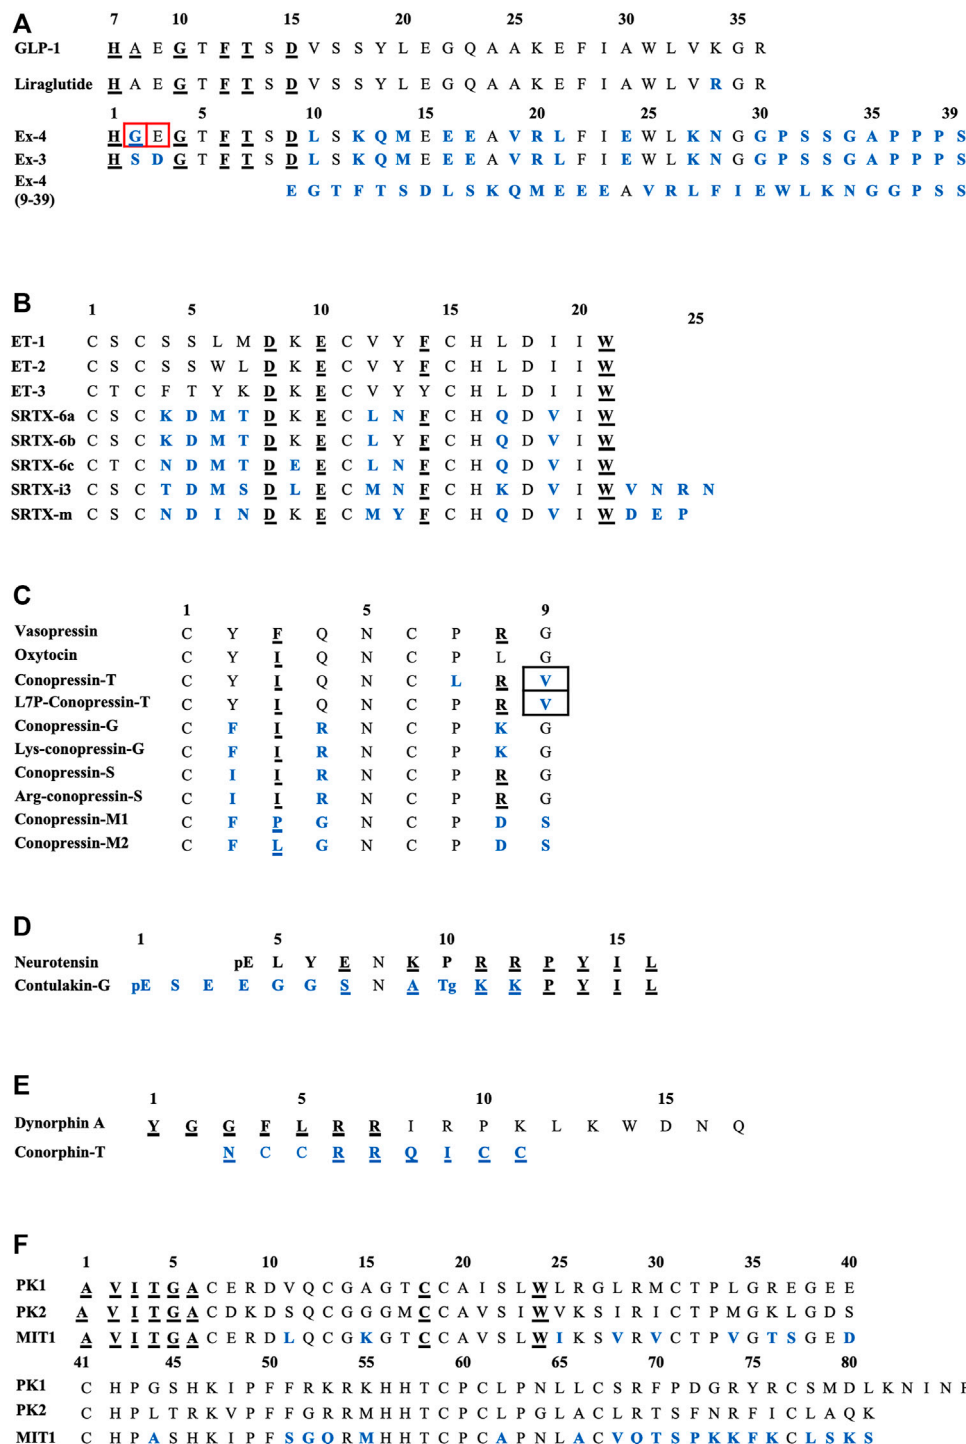 A
7 10 15 20 25 30 35
GLP-1 H A E G T F T S D V S S Y L E G Q A A K E F I A W L V K G R
Liraglutide H A E G T F T S D V S S Y L E G Q A A K E F I A W L V R G R
1 5 10 15 20 25 30 35 39
Ex-4 H G E G T F T S D L S K Q M E E E A V R L F I E W L K N G G P S S G A P P P S
Ex-3 H S D G T F T S D L S K Q M E E E A V R L F I E W L K N G G P S S G A P P P S
Ex-4
(9-39) E G T F T S D L S K Q M E E E A V R L F I E W L K N G G P S S
B
1 5 10 15 20 25
ET-1 C S C S S L M D K E C V Y F C H L D I I W
ET-2 C S C S S W L D K E C V Y F C H L D I I W
ET-3 C T C F T Y K D K E C V Y Y C H L D I I W
SRTX-6a C S C K D M T D K E C L N F C H Q D V I W
SRTX-6b C S C K D M T D K E C L Y F C H Q D V I W
SRTX-6c C T C N D M T D E E C L N F C H Q D V I W
SRTX-i3 C S C T D M S D L E C M N F C H K D V I W V N R N
SRTX-m C S C N D I N D K E C M Y F C H Q D V I W D E P
C
1 5 9
Vasopressin C Y F Q N C P R G
Oxytocin C Y I Q N C P L G
Conopressin-T C Y I Q N C L R V
L7P-Conopressin-T C Y I Q N C P R V
Conopressin-G C F I R N C P K G
Lys-conopressin-G C F I R N C P K G
Conopressin-S C I I R N C P R G
Arg-conopressin-S C I I R N C P R G
Conopressin-M1 C F P G N C P D S
Conopressin-M2 C F L G N C P D S
D
1 5 10 15
Neurotensin pE L Y E N K P R R P Y I L
Contulakin-G pE S E E G G S N A Tg K K P Y I L
E
1 5 10 15
Dynorphin A Y G G F L R R I R P K L K W D N Q
Conorphin-T N C C R R Q I C C
F
1 5 10 15 20 25 30 35 40
PK1 A V I T G A C E R D V Q C G A G T C C A I S L W L R G L R M C T P L G R E G E E
PK2 A V I T G A C D K D S Q C G G G M C C A V S I W V K S I R I C T P M G K L G D S
MIT1 A V I T G A C E R D L Q C G K G T C C A V S L W I K S V R V C T P V G T S G E D
41 45 50 55 60 65 70 75 80
PK1 C H P G S H K I P F F R K R K H H T C P C L P N L L C S R F P D G R Y R C S M D L K N I N F
PK2 C H P L T R K V P F F G R R M H H T C P C L P G L A C L R T S F N R F I C L A Q K
MIT1 C H P A S H K I P F S G Q R M H H T C P C A P N L A C V Q T S P K K F K C L S K S